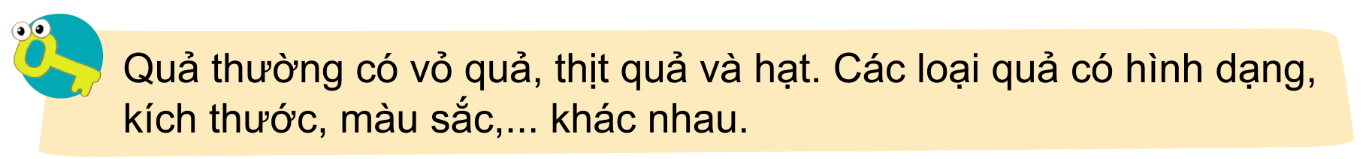 Quả thường có vỏ quả, thịt quả và hạt. Các loại quả có hình dạng,
kích thước, màu sắc,... khác nhau.